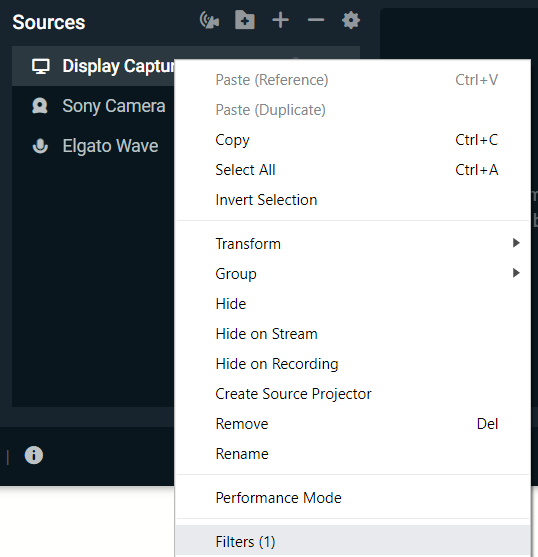 Sources
Display Captur
Sony Camera
Elgato Wave
Paste (Reference) Ctrl+V
Paste (Duplicate)
Copy Ctrl+C
Select All Ctrl+A
Invert Selection
Transform
Group
Hide
Hide on Stream
Hide on Recording
Create Source Projector
Remove Del
Rename
Performance Mode
Filters (1)